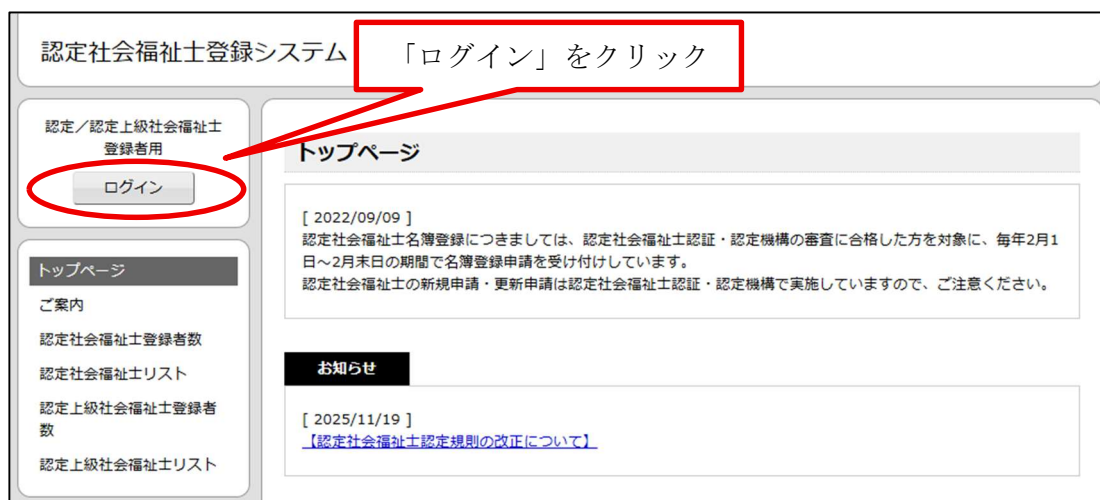 認定社会福祉士登録システム
「ログイン」をクリック
認定／認定上級社会福祉士
登録者用
ログイン
トップページ
ご案内
認定社会福祉士登録者数
認定社会福祉士リスト
認定上級社会福祉士登録者
数
認定上級社会福祉士リスト
トップページ
[ 2022/09/09 ]
認定社会福祉士名簿登録につきましては、認定社会福祉士認証・認定機構の審査に合格した方を対象に、毎年2月1
日～2月末日の期間で名簿登録申請を受け付けしています。
認定社会福祉士の新規申請・更新申請は認定社会福祉士認証・認定機構で実施していますので、ご注意ください。
お知らせ
[ 2025/11/19 ]
【認定社会福祉士認定規則の改正について】